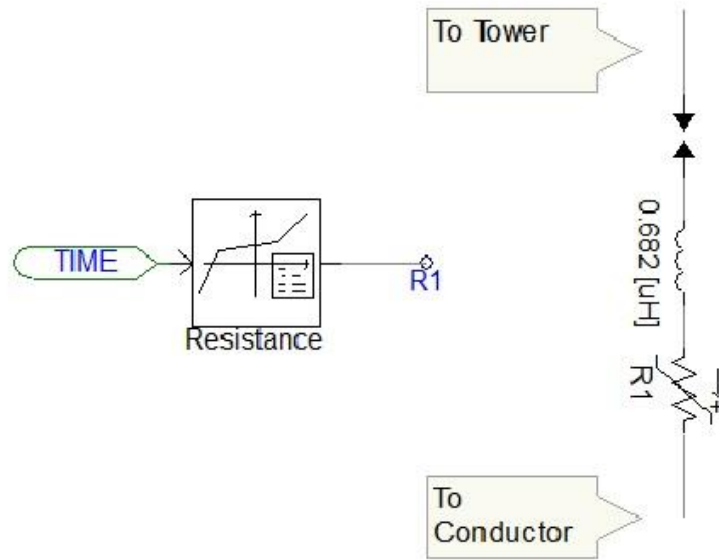 To Tower
0.682 [uH]
TIME
R1
Resistance
R1
To
Conductor